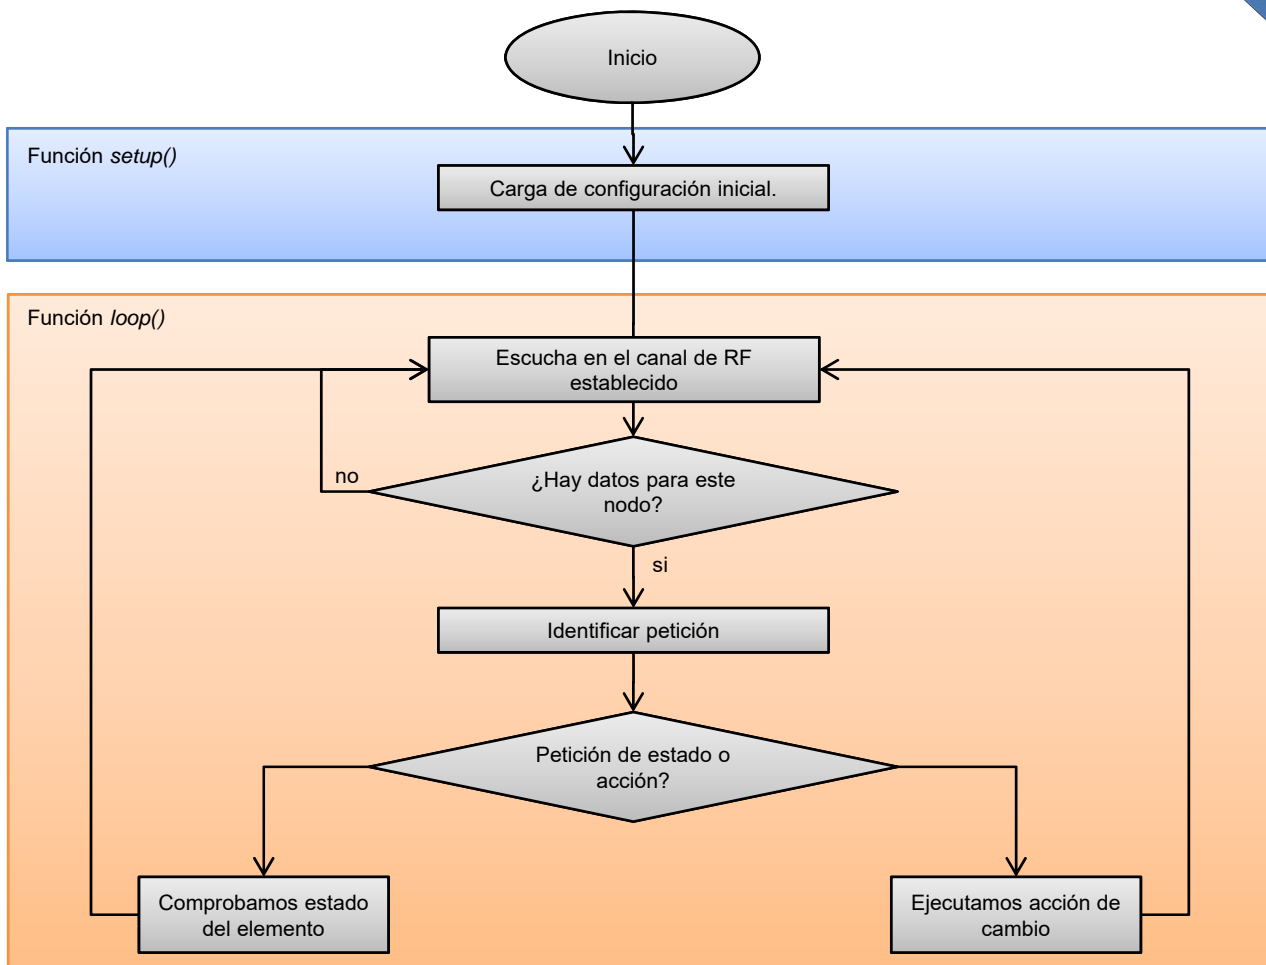 Inicio
Función setup()
Carga de configuración inicial.
Función loop()
Escucha en el canal de RF
establecido
¿Hay datos para este
nodo?
no
si
Identificar petición
Petición de estado o
acción?
Comprobamos estado
del elemento
Ejecutamos acción de
cambio